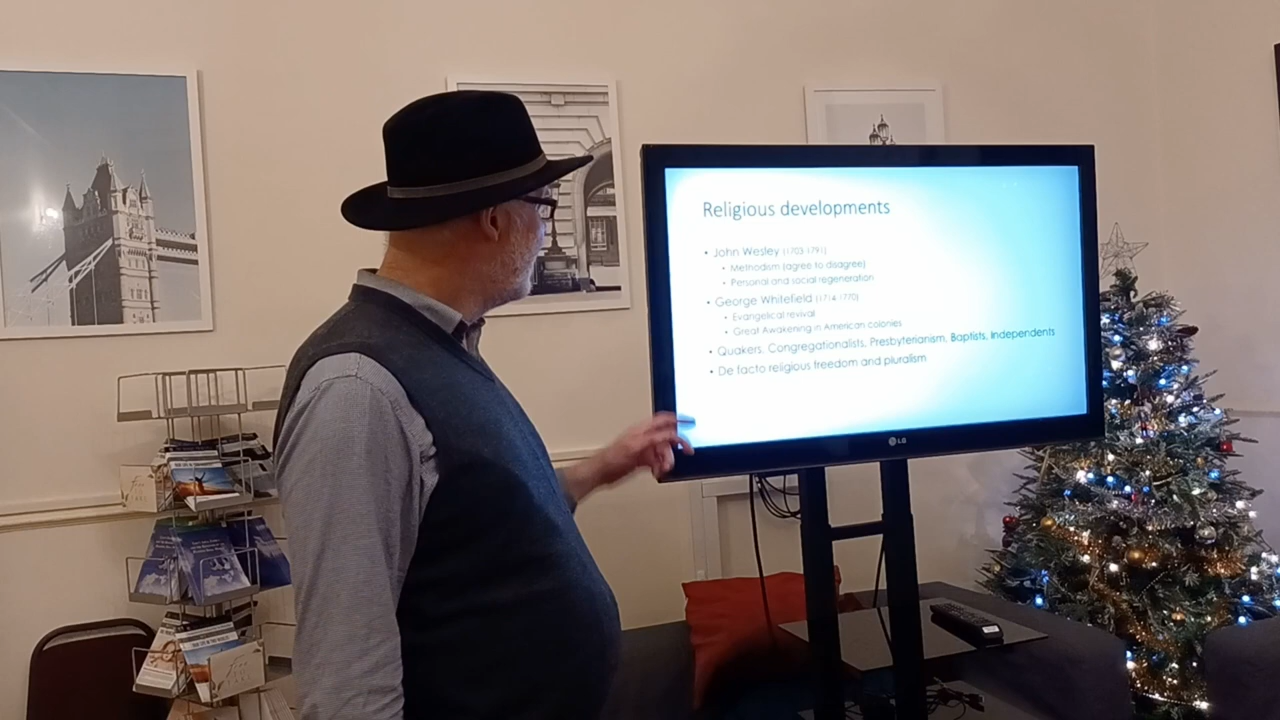 Religious developments
• John Wesley (1703-1791)
• Methodism (agree to disagree)
• Personal and social regeneration
• George Whitefield (1714-1770)
• Evangelical revival
• Great Awakening in American colonies
• Quakers, Congregationalists, Presbyterianism, Baptists, Independents
• De facto religious freedom and pluralism
LG